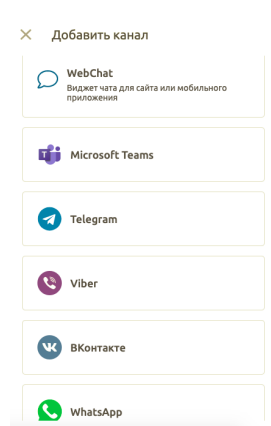 Добавить канал
WebChat
Виджет чата для сайта или мобильного
приложения
Microsoft Teams
Telegram
Viber
ВКонтакте
WhatsApp